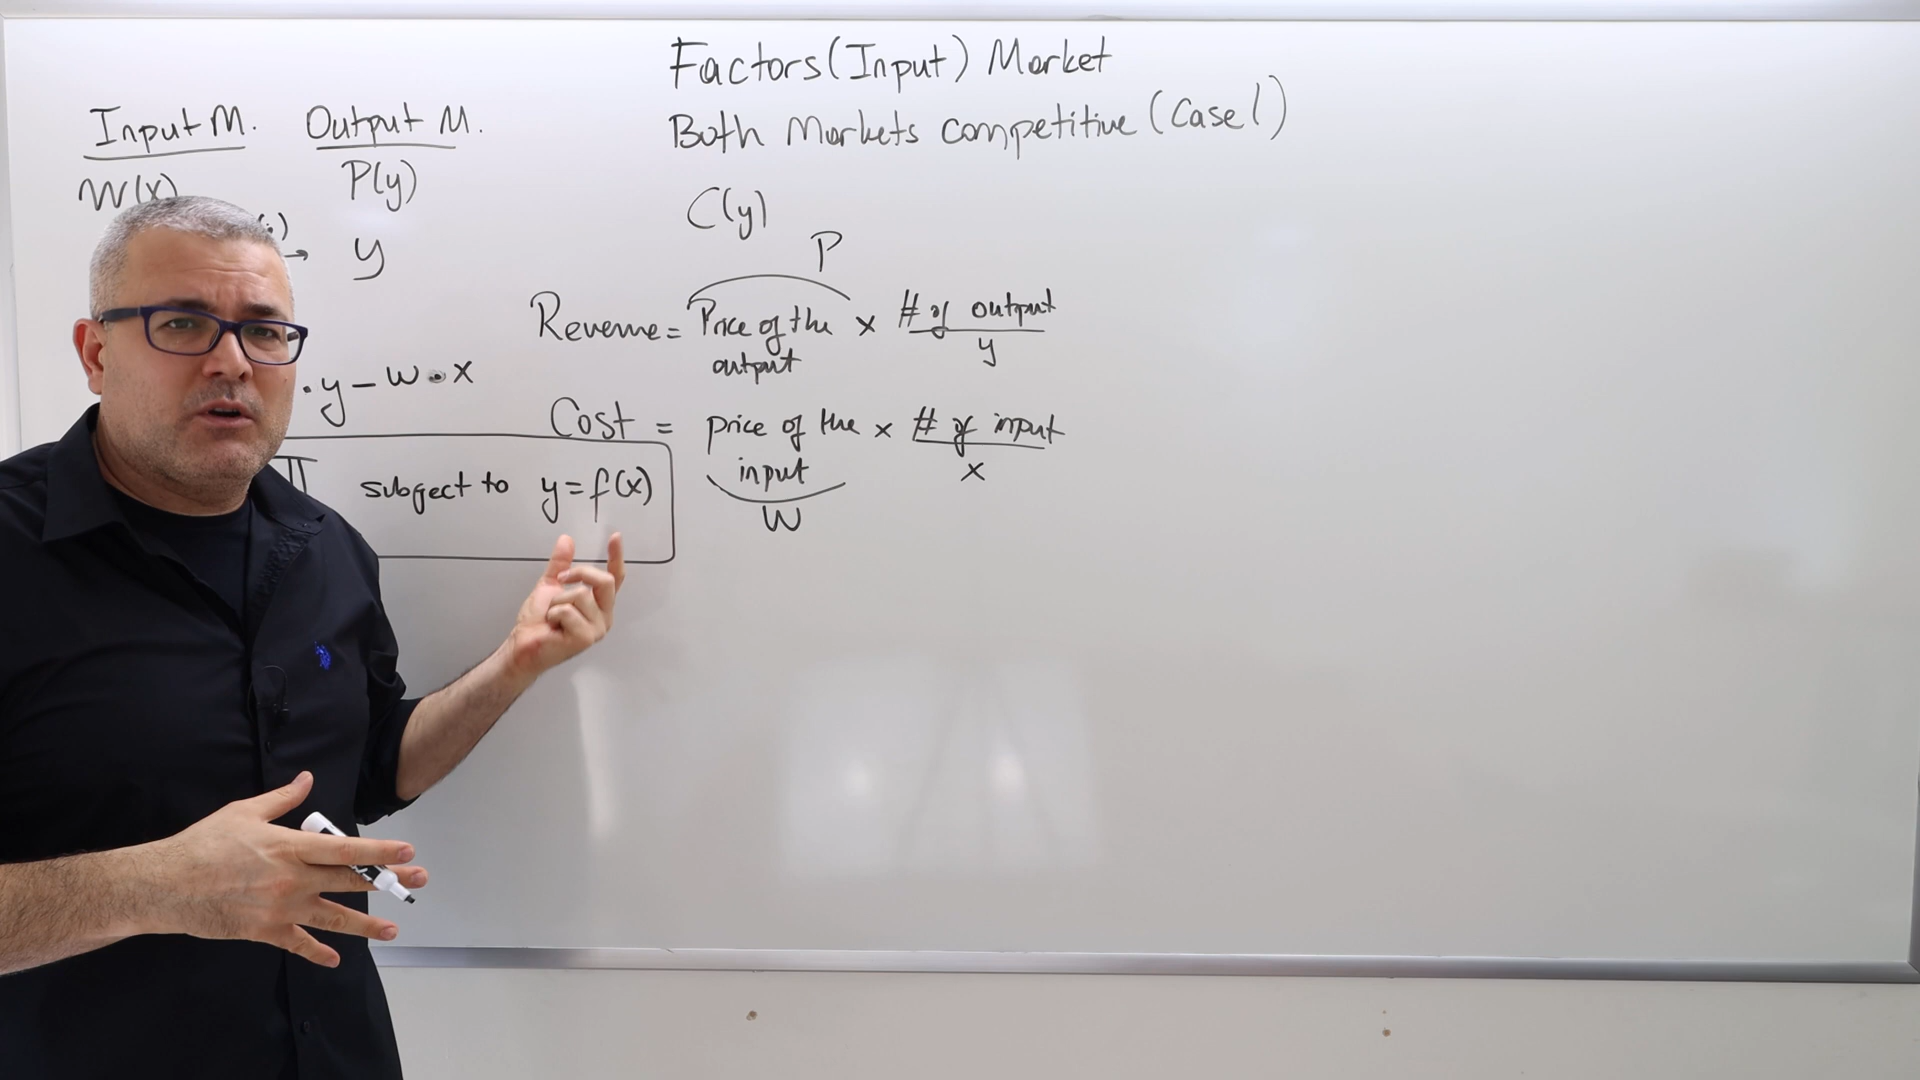 Factors (Input) Market
Both Markets competitive (Case 1)
Input M. Output M.
W(x) P(y)
(·) → y
C(y)
P
Revenue = Price of the output × # of output
y
· y – w · x
Cost = price of the input × # of input
w x
Π subject to y = f(x)